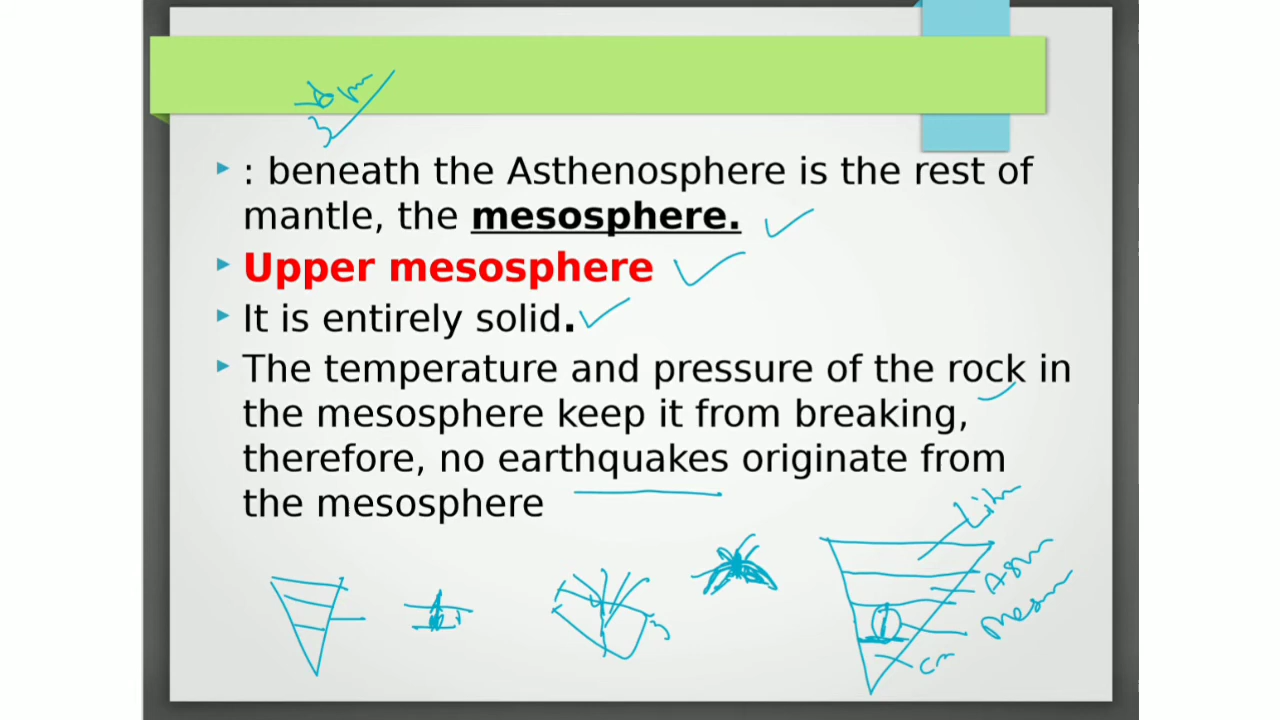 : beneath the Asthenosphere is the rest of
mantle, the mesosphere.
Upper mesosphere
It is entirely solid.
The temperature and pressure of the rock in
the mesosphere keep it from breaking,
therefore, no earthquakes originate from
the mesosphere